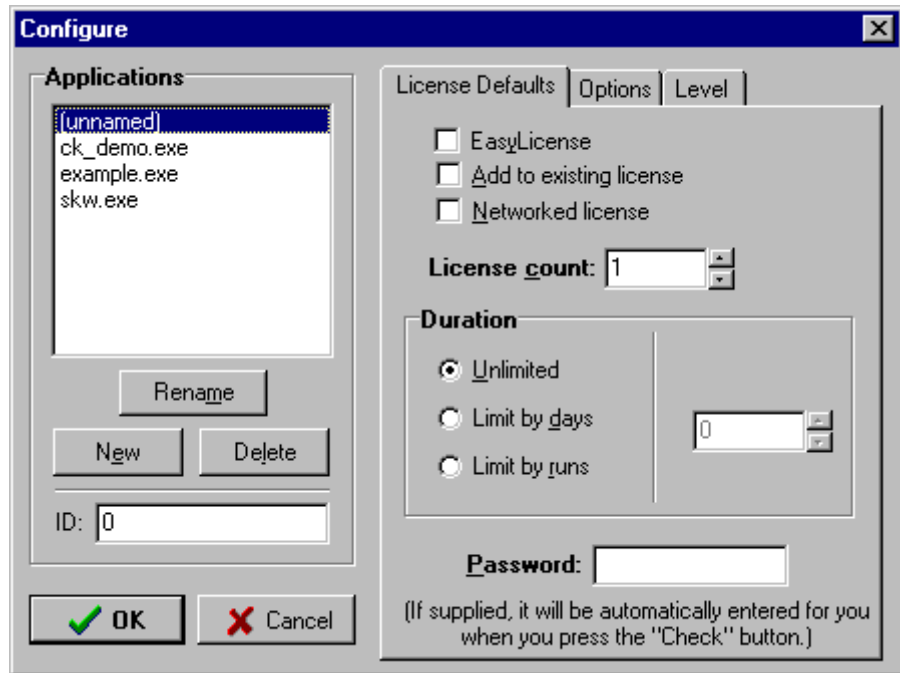 Configure
Applications
(unnamed)
ck_demo.exe
example.exe
skw.exe
Rename
New
Delete
ID: 0
OK
Cancel
License Defaults
Options
Level
EasyLicense
Add to existing license
Networked license
License count: 1
Duration
Unlimited
Limit by days
0
Limit by runs
Password:
(If supplied, it will be automatically entered for you
when you press the "Check" button.)